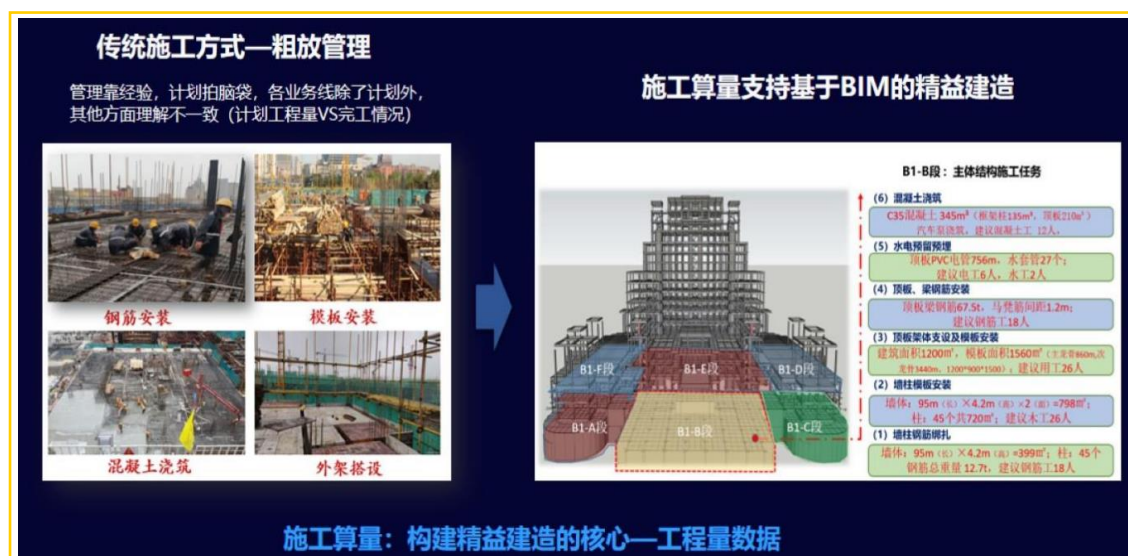 传统施工方式—粗放管理
管理靠经验，计划拍脑袋，各业务线除了计划外，
其他方面理解不一致（计划工程量VS完工情况）
钢筋安装
模板安装
混凝土浇筑
外架搭设
施工算量支持基于BIM的精益建造
B1-B段：主体结构施工任务
（6）混凝土浇筑
C35混凝土 345m³（框架柱135m³，顶板210m³）
汽车泵浇筑，建议混凝土工 12人，
（5）水电预留预埋
顶板PVC电管756m，水套管27个；
建议电工6人，水工2人
（4）顶板、梁钢筋安装
顶板梁钢筋67.5t，马凳筋间距1.2m；
建议钢筋工18人
（3）顶板架体支设及模板安装
建筑面积1200㎡，模板面积1560㎡（主龙骨860m,次
龙骨3440m，1200*900*1500）；建议用工26人
（2）墙柱模板安装
墙体：95m（长）×4.2m（高）×2（面）=798㎡；
柱：45个共720㎡；建议木工26人
（1）墙柱钢筋绑扎
墙体：95m（长）×4.2m（高）=399㎡；柱：45个
钢筋总重量 12.7t，建议钢筋工18人
B1-F段
B1-E段
B1-D段
B1-A段
B1-B段
B1-C段
施工算量：构建精益建造的核心—工程量数据